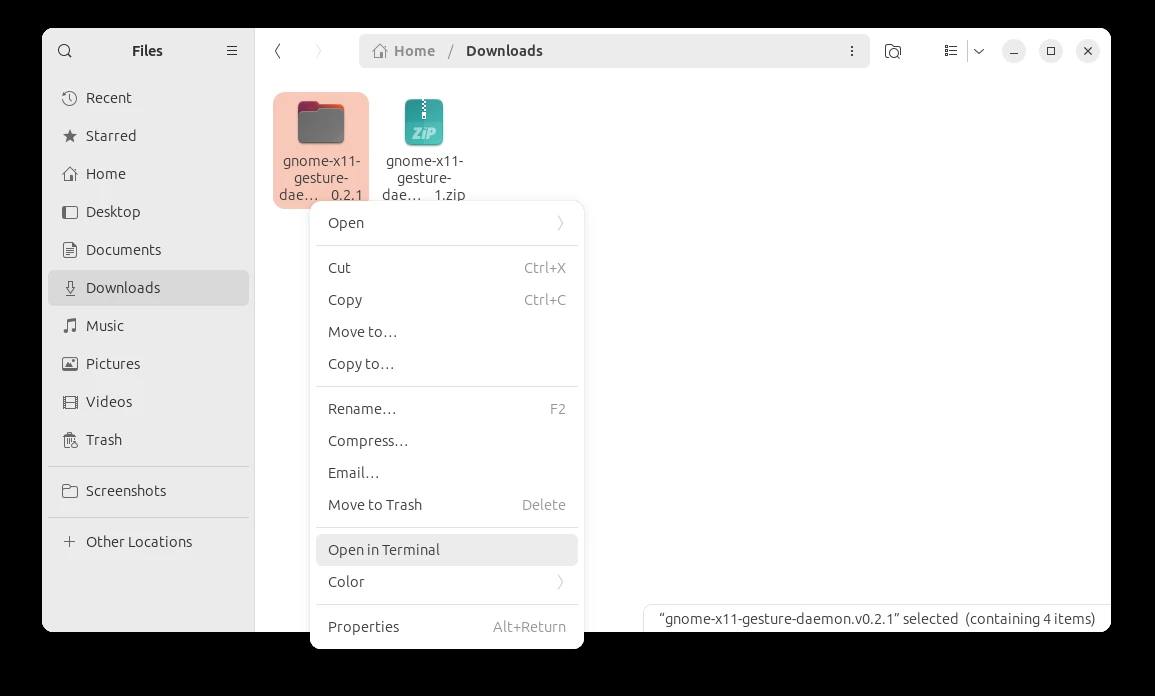 Files
Home / Downloads
Recent
Starred
Home
Desktop
Documents
Downloads
Music
Pictures
Videos
Trash
Screenshots
Other Locations
gnome-x11-
gesture-
dae… 0.2.1
ZiP
gnome-x11-
gesture-
dae… 1.zip
Open
Cut Ctrl+X
Copy Ctrl+C
Move to…
Copy to…
Rename… F2
Compress…
Email…
Move to Trash Delete
Open in Terminal
Color
Properties Alt+Return
“gnome-x11-gesture-daemon.v0.2.1” selected (containing 4 items)